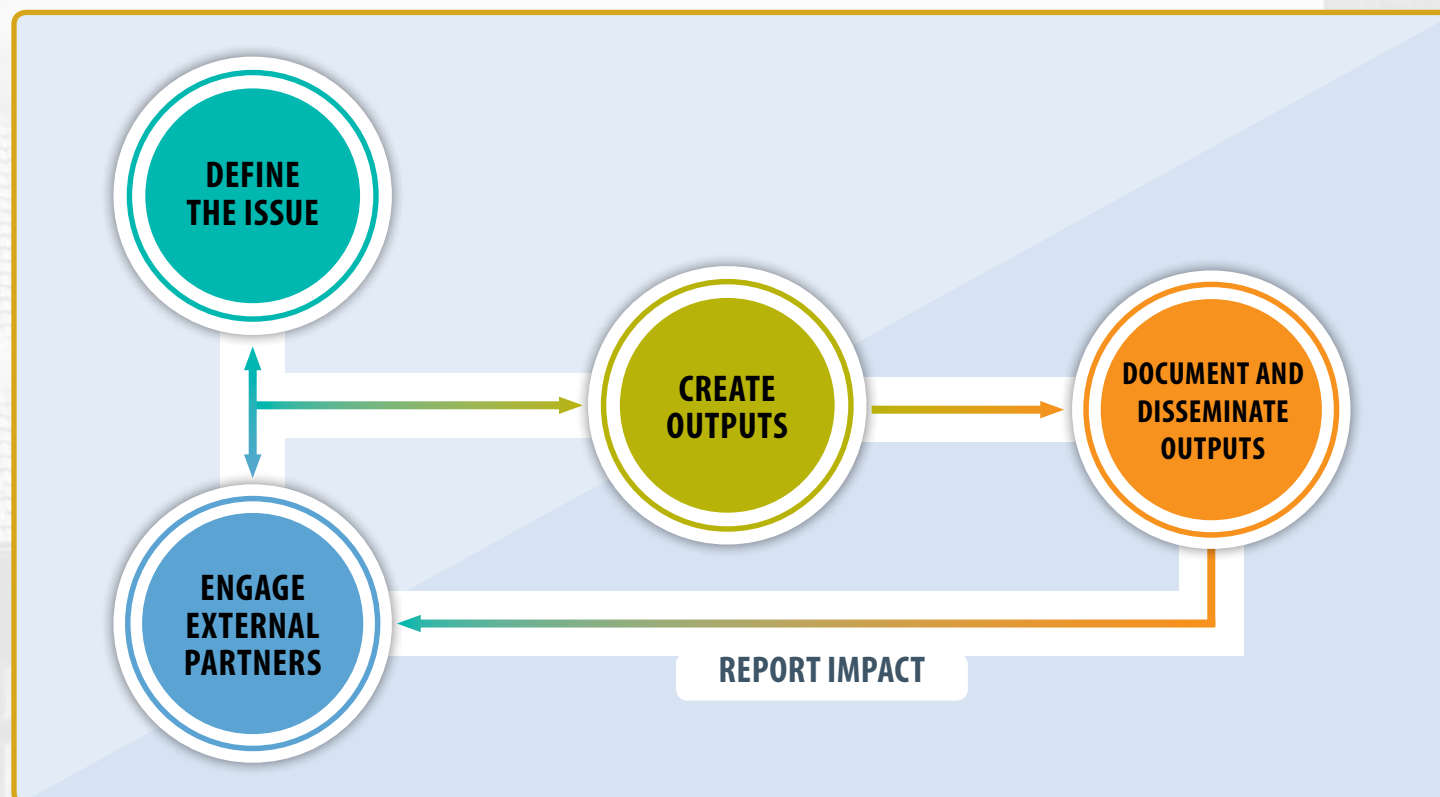 DEFINE
THE ISSUE
CREATE
OUTPUTS
DOCUMENT AND
DISSEMINATE
OUTPUTS
ENGAGE
EXTERNAL
PARTNERS
REPORT IMPACT